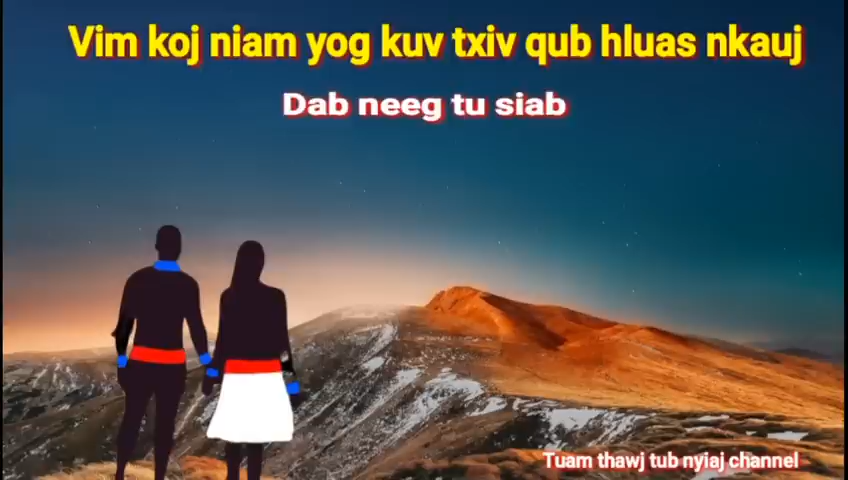 Vim koj niam yog kuv txiv qub hluas nkauj
Dab neeg tu siab
Tuam thawj tub nyiaj channel